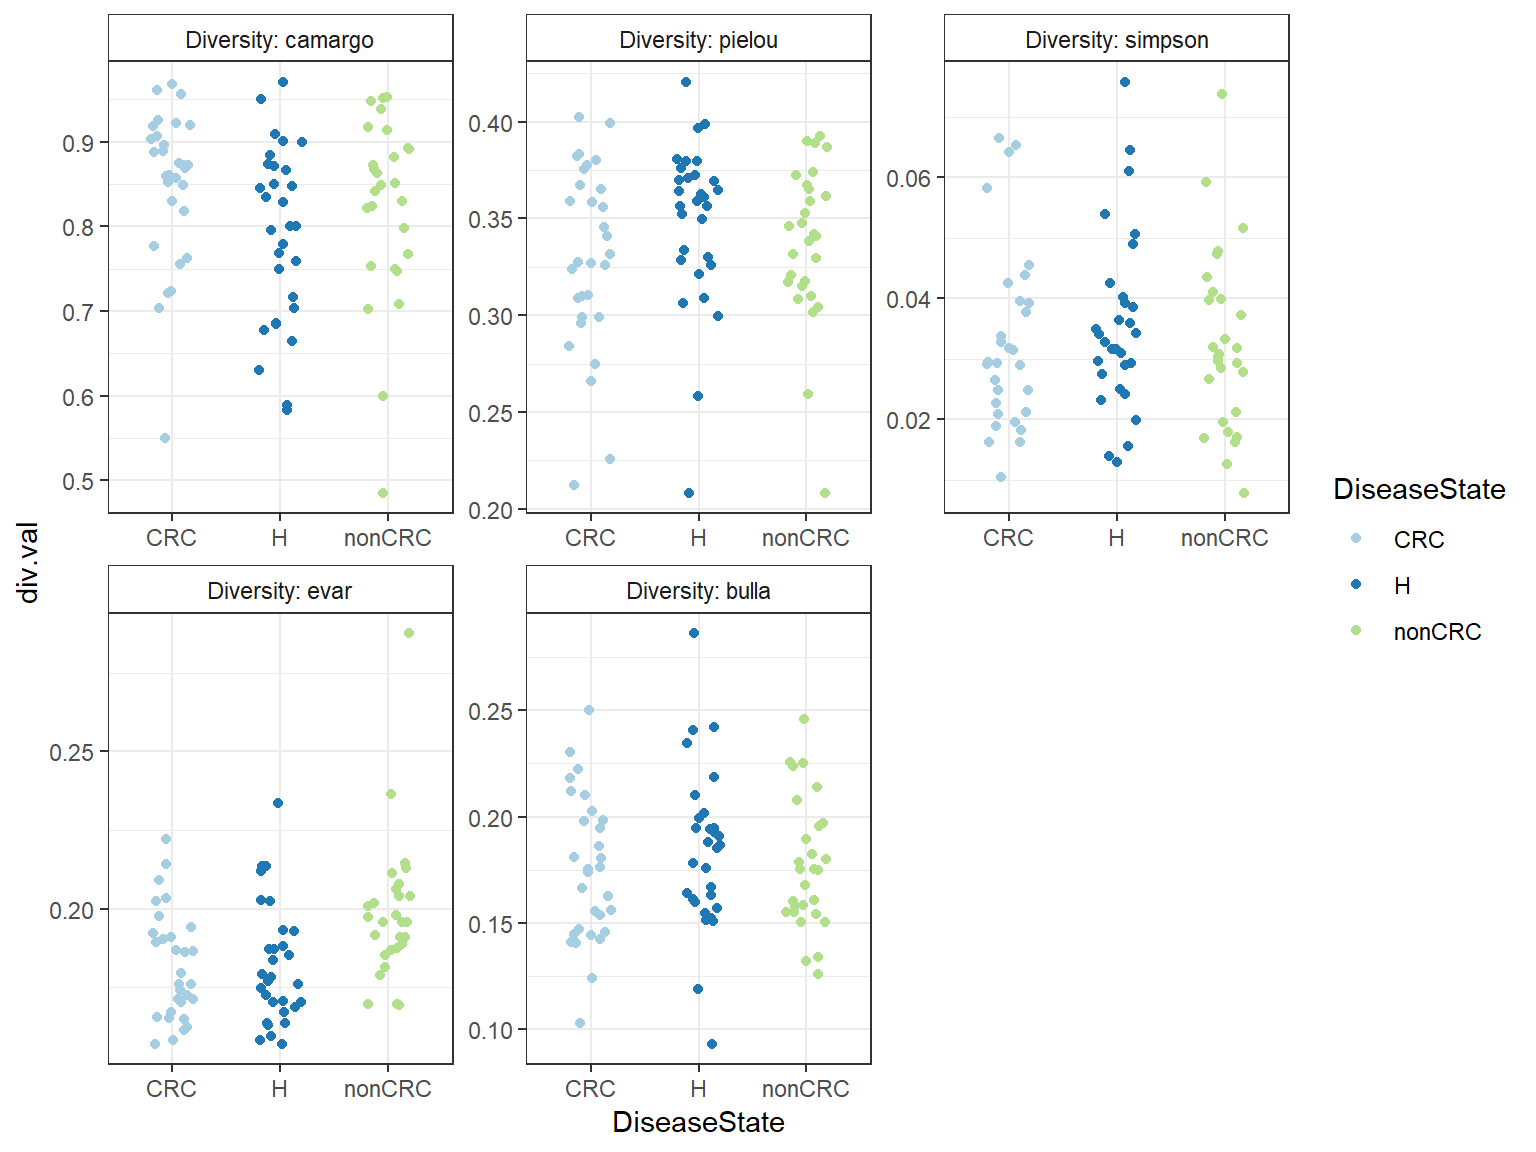 Diversity: camargo
Diversity: pielou
Diversity: simpson
0.9
0.8
0.7
0.6
0.5
0.40
0.35
0.30
0.25
0.20
0.06
0.04
0.02
CRC H nonCRC
CRC H nonCRC
CRC H nonCRC
div.val
Diversity: evar
Diversity: bulla
0.25
0.20
0.25
0.20
0.15
0.10
CRC H nonCRC
CRC H nonCRC
DiseaseState
DiseaseState
CRC
H
nonCRC